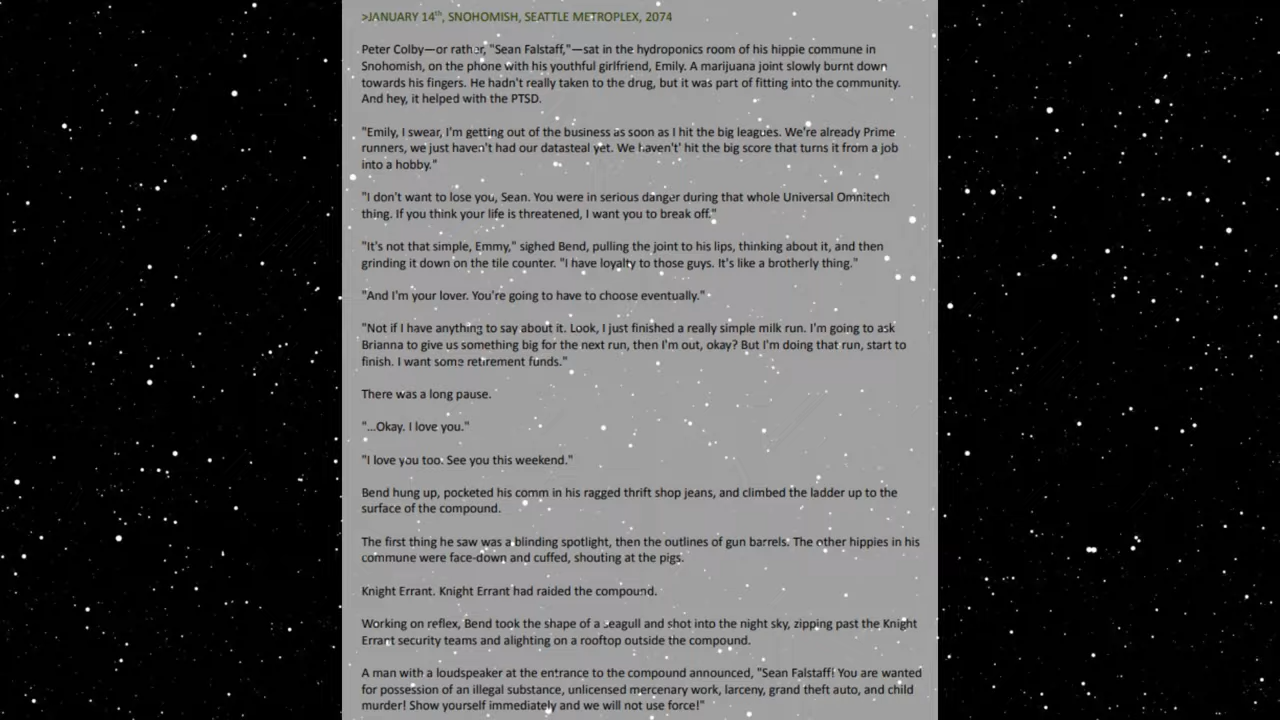 >JANUARY 14th, SNOHOMISH, SEATTLE METROPLEX, 2074
Peter Colby—or rather, "Sean Falstaff,"—sat in the hydroponics room of his hippie commune in
Snohomish, on the phone with his youthful girlfriend, Emily. A marijuana joint slowly burnt down
towards his fingers. He hadn't really taken to the drug, but it was part of fitting into the community.
And hey, it helped with the PTSD.
"Emily, I swear, I'm getting out of the business as soon as I hit the big leagues. We're already Prime
runners, we just haven't had our datasteal yet. We haven't' hit the big score that turns it from a job
into a hobby."
"I don't want to lose you, Sean. You were in serious danger during that whole Universal Omnitech
thing. If you think your life is threatened, I want you to break off."
"It's not that simple, Emmy," sighed Bend, pulling the joint to his lips, thinking about it, and then
grinding it down on the tile counter. "I have loyalty to those guys. It's like a brotherly thing."
"And I'm your lover. You're going to have to choose eventually."
"Not if I have anything to say about it. Look, I just finished a really simple milk run. I'm going to ask
Brianna to give us something big for the next run, then I'm out, okay? But I'm doing that run, start to
finish. I want some retirement funds."
There was a long pause.
"...Okay. I love you."
"I love you too. See you this weekend."
Bend hung up, pocketed his comm in his ragged thrift shop jeans, and climbed the ladder up to the
surface of the compound.
The first thing he saw was a blinding spotlight, then the outlines of gun barrels. The other hippies in his
commune were face-down and cuffed, shouting at the pigs.
Knight Errant. Knight Errant had raided the compound.
Working on reflex, Bend took the shape of a seagull and shot into the night sky, zipping past the Knight
Errant security teams and alighting on a rooftop outside the compound.
A man with a loudspeaker at the entrance to the compound announced, "Sean Falstaff! You are wanted
for possession of an illegal substance, unlicensed mercenary work, larceny, grand theft auto, and child
murder! Show yourself immediately and we will not use force!"